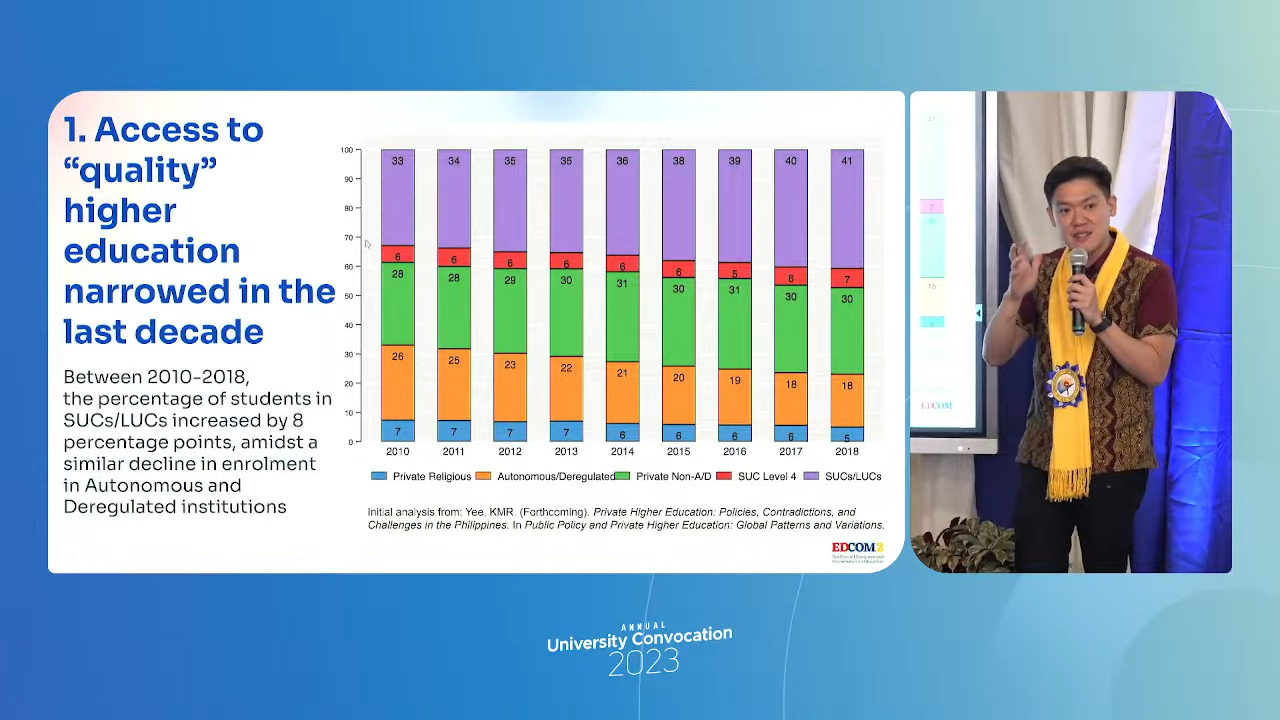 1. Access to
“quality”
higher
education
narrowed in the
last decade
Between 2010-2018,
the percentage of students in
SUCs/LUCs increased by 8
percentage points, amidst a
similar decline in enrolment
in Autonomous and
Deregulated institutions
100
90
80
70
60
50
40
30
20
10
0
33 34 35 35 36 38 39 40 41
6 6 6 6 6 6 5 6 7
28 28 29 30 31 30 31 30 30
26 25 23 22 21 20 19 18 18
7 7 7 7 6 6 6 6 5
2010 2011 2012 2013 2014 2015 2016 2017 2018
Private Religious Autonomous/Deregulated Private Non-A/D SUC Level 4 SUCs/LUCs
Initial analysis from: Yee, KMR. (Forthcoming). Private Higher Education: Policies, Contradictions, and
Challenges in the Philippines. In Public Policy and Private Higher Education: Global Patterns and Variations.
EDCOM2
7
EDCOM
ANNUAL
University Convocation
2023